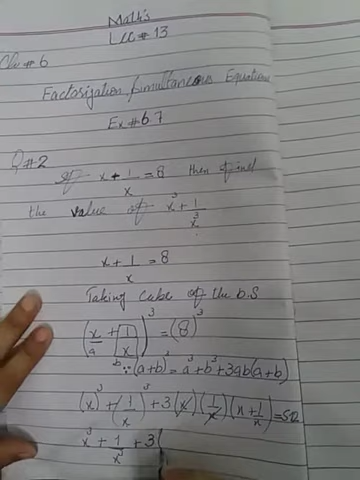 Math's
Lec # 13
Ch # 6
Factorization, Simultaneous Equations
Ex # 6.7
Q#2
If x + 1/x = 8 then find
the value of x³ + 1/x³
x + 1/x = 8
Taking cube of the b.S
(x + 1/x)³ = (8)³
a b
∵ (a+b)³ = a³ + b³ + 3ab(a+b)
(x)³ + (1/x)³ + 3(x)(1/x)(x + 1/x) = 512
x³ + 1/x³ + 3(